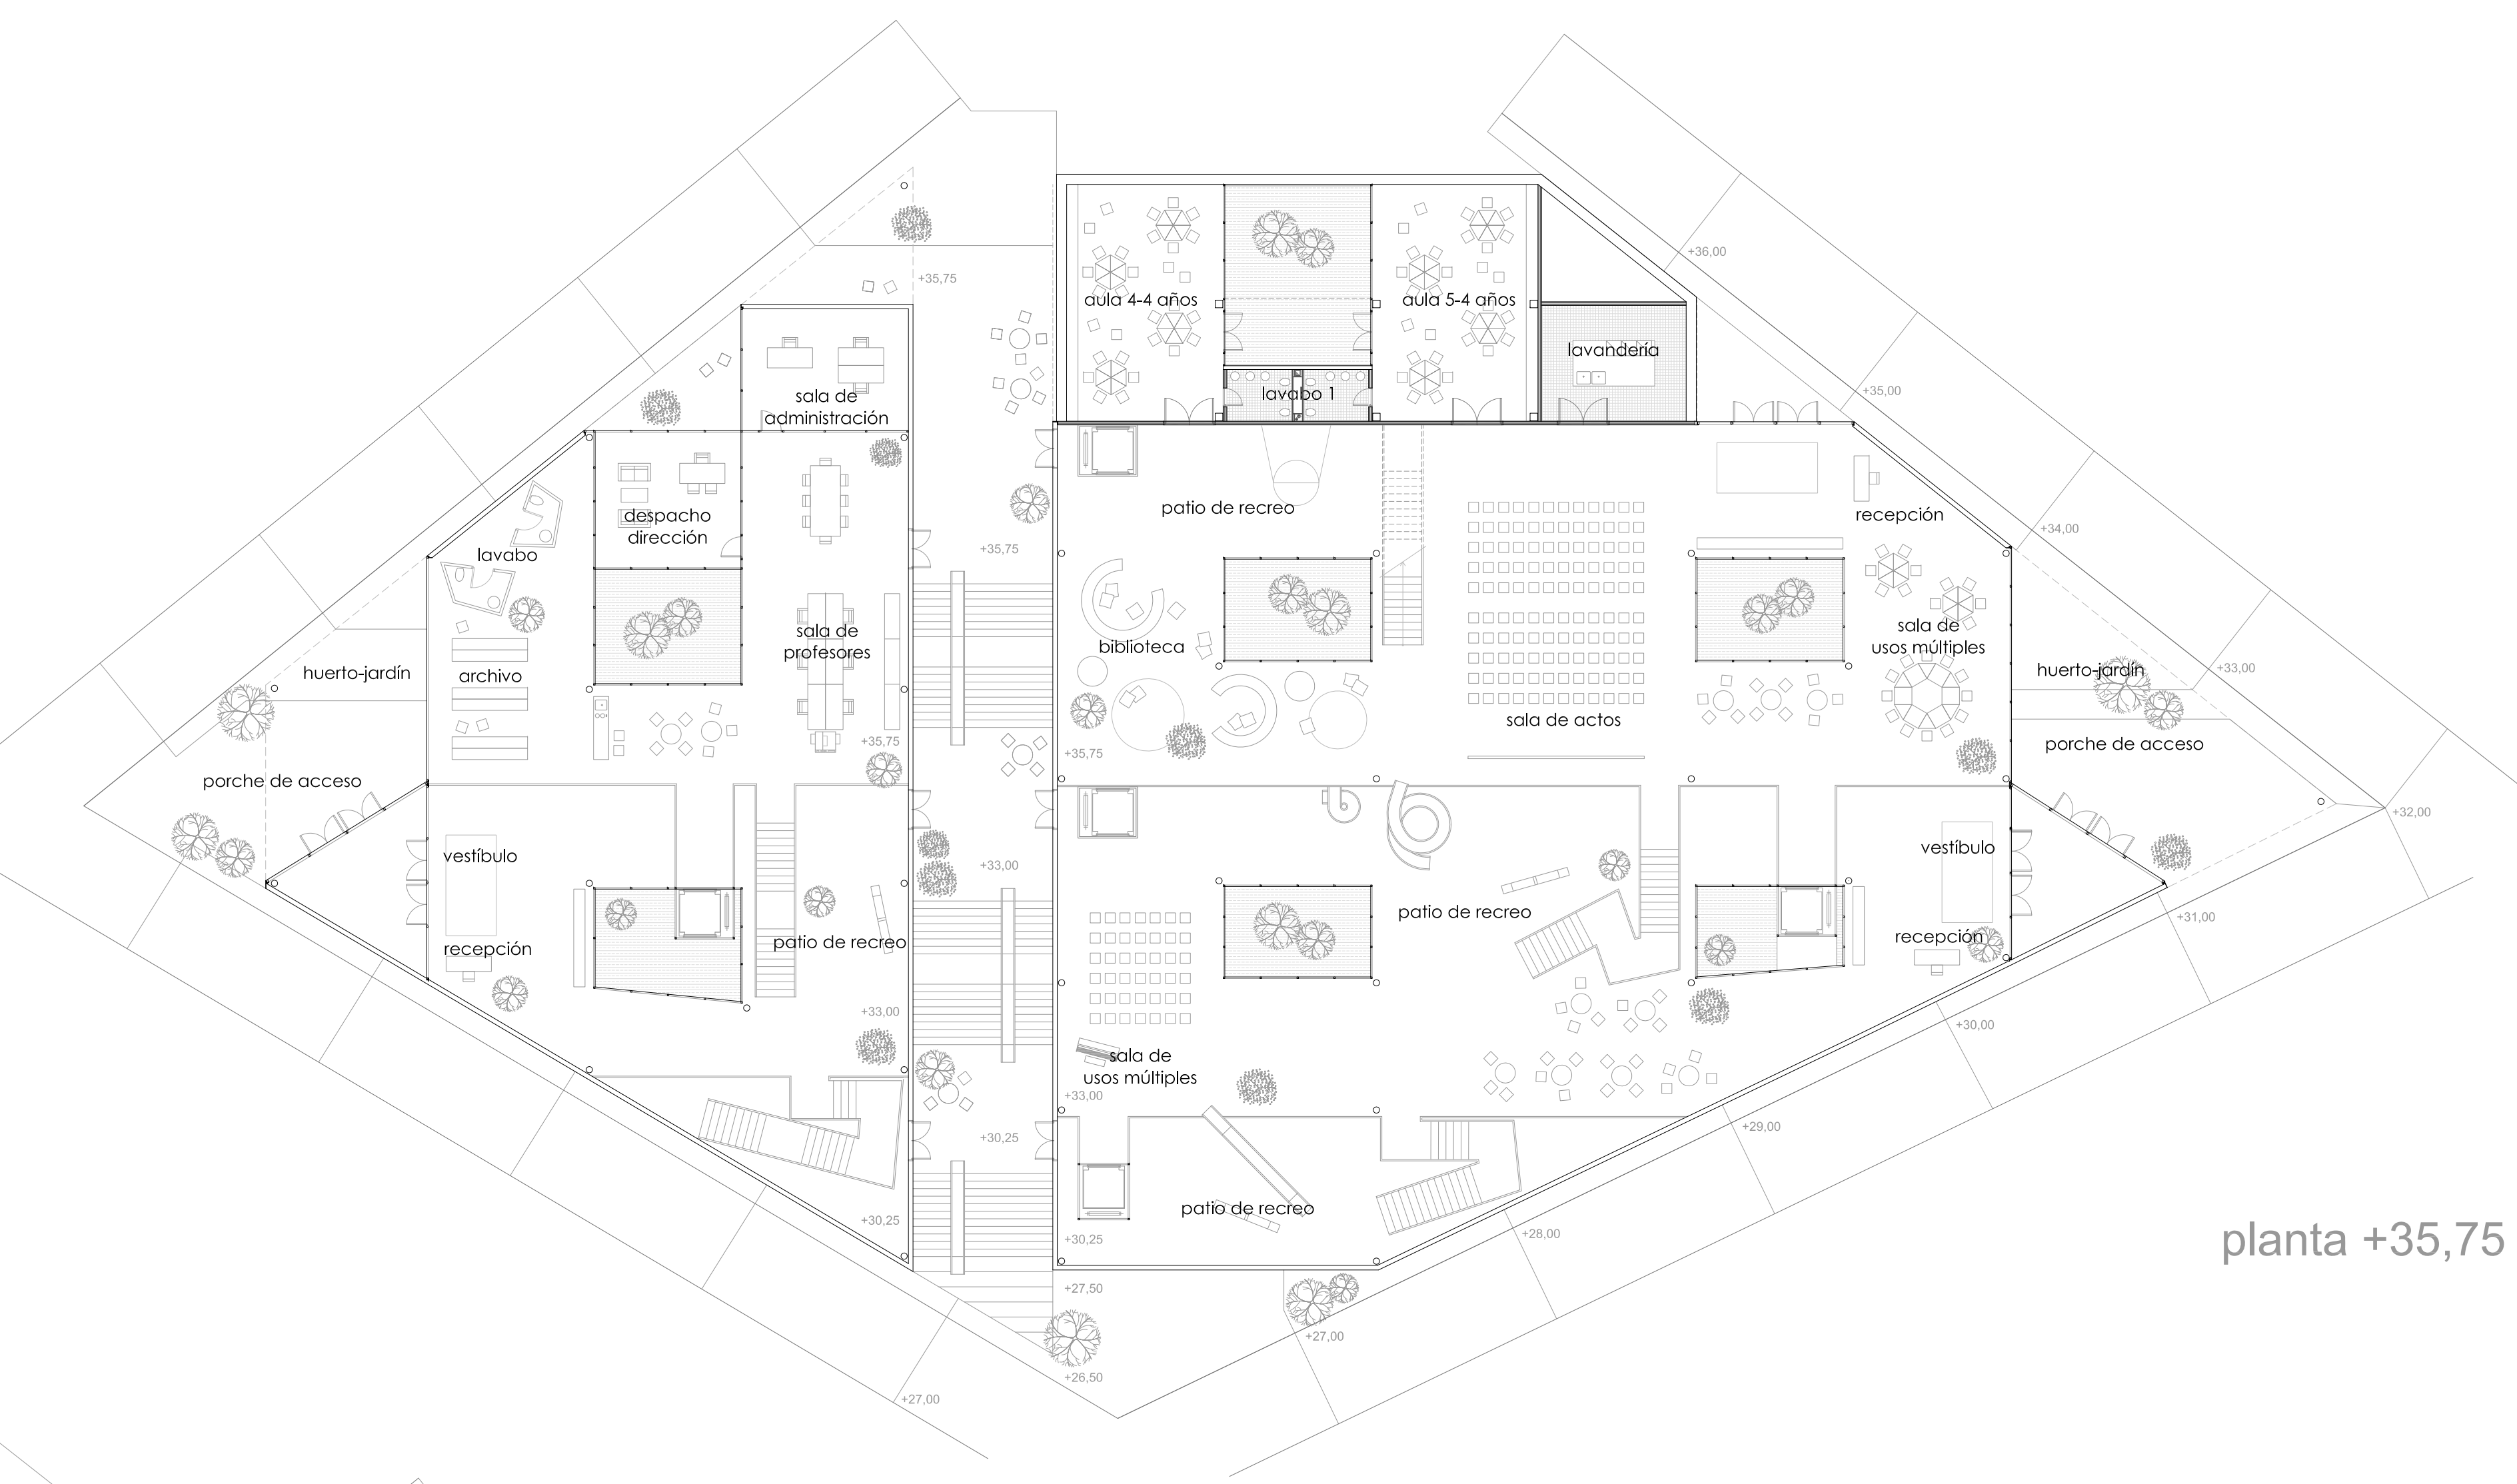 +36,00
+35,75
aula 4-4 años
aula 5-4 años
lavandería
+35,00
lavabo 1
sala de
administración
patio de recreo
despacho
dirección
recepción
+34,00
lavabo
+35,75
sala de
profesores
biblioteca
sala de
usos múltiples
huerto-jardín
archivo
huerto-jardín
+33,00
sala de actos
+35,75
+35,75
porche de acceso
porche de acceso
+32,00
vestíbulo
vestíbulo
+33,00
patio de recreo
+31,00
recepción
patio de recreo
recepción
+33,00
+30,00
sala de
usos múltiples
+33,00
+29,00
+30,25
patio de recreo
+30,25
+30,25
+28,00
planta +35,75
+27,50
+27,00
+26,50
+27,00